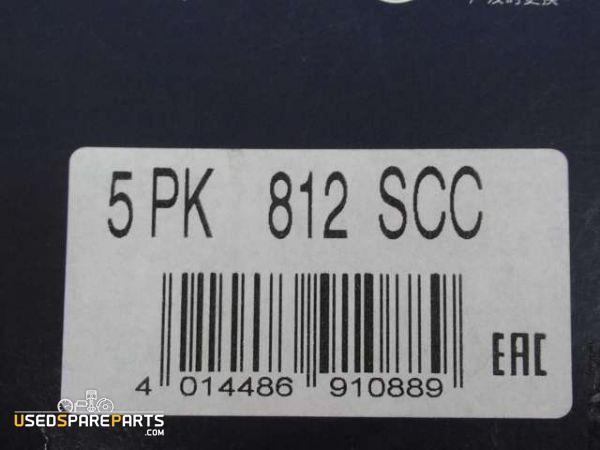 5 PK 812 SCC
EAC
4 014486 910889
USEDSPAREPARTS
.COM